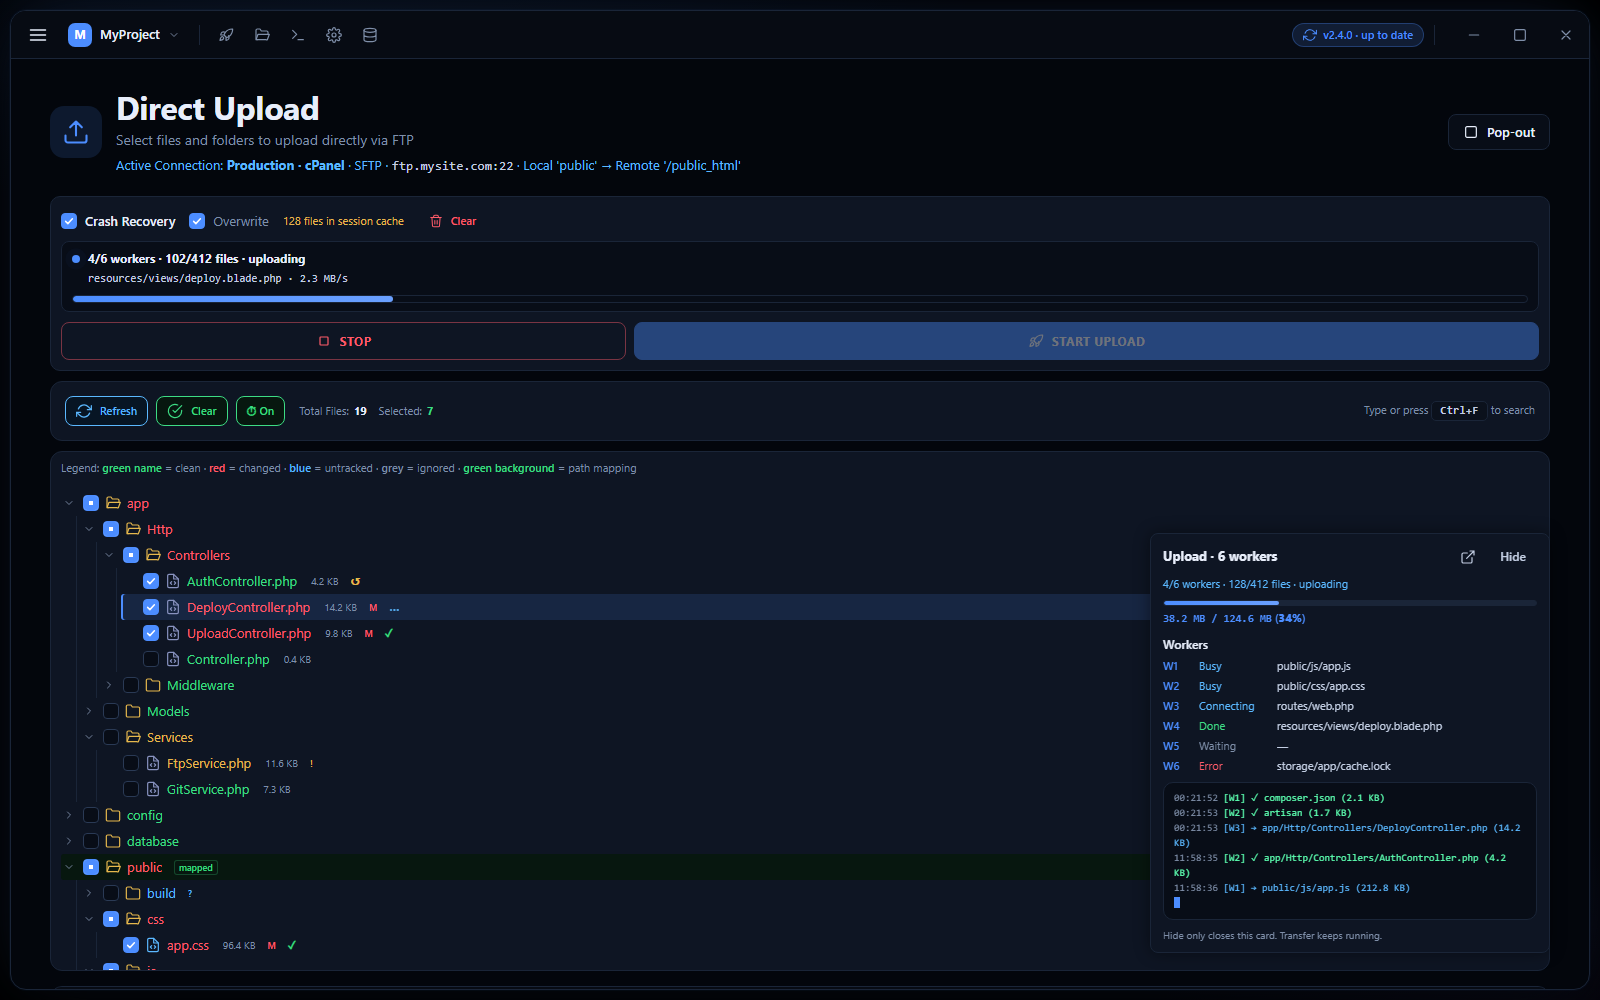 M MyProject
v2.4.0 · up to date
Direct Upload
Select files and folders to upload directly via FTP
Active Connection: Production · cPanel · SFTP · ftp.mysite.com:22 · Local 'public' → Remote '/public_html'
Pop-out
Crash Recovery Overwrite 128 files in session cache Clear
4/6 workers · 102/412 files · uploading
resources/views/deploy.blade.php · 2.3 MB/s
STOP
START UPLOAD
Refresh Clear On Total Files: 19 Selected: 7
Type or press Ctrl+F to search
Legend: green name = clean · red = changed · blue = untracked · grey = ignored · green background = path mapping
app
Http
Controllers
AuthController.php 4.2 KB ↺
DeployController.php 14.2 KB M ...
UploadController.php 9.8 KB M ✓
Controller.php 0.4 KB
Middleware
Models
Services
FtpService.php 11.6 KB !
GitService.php 7.3 KB
config
database
public mapped
build ?
css
app.css 96.4 KB M ✓
Upload · 6 workers Hide
4/6 workers · 128/412 files · uploading
38.2 MB / 124.6 MB (34%)
Workers
W1 Busy public/js/app.js
W2 Busy public/css/app.css
W3 Connecting routes/web.php
W4 Done resources/views/deploy.blade.php
W5 Waiting —
W6 Error storage/app/cache.lock
00:21:52 [W1] ✓ composer.json (2.1 KB)
00:21:53 [W2] ✓ artisan (1.7 KB)
00:21:53 [W3] → app/Http/Controllers/DeployController.php (14.2
KB)
11:58:35 [W2] ✓ app/Http/Controllers/AuthController.php (4.2
KB)
11:58:36 [W1] → public/js/app.js (212.8 KB)
Hide only closes this card. Transfer keeps running.